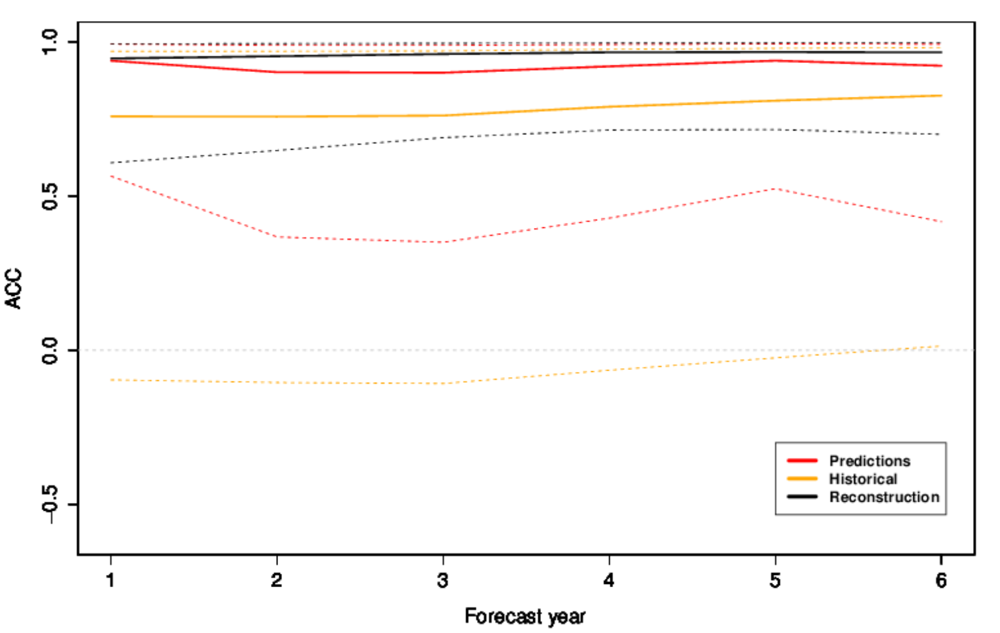 1.0
0.5
0.0
−0.5
ACC
Predictions
Historical
Reconstruction
1 2 3 4 5 6
Forecast year